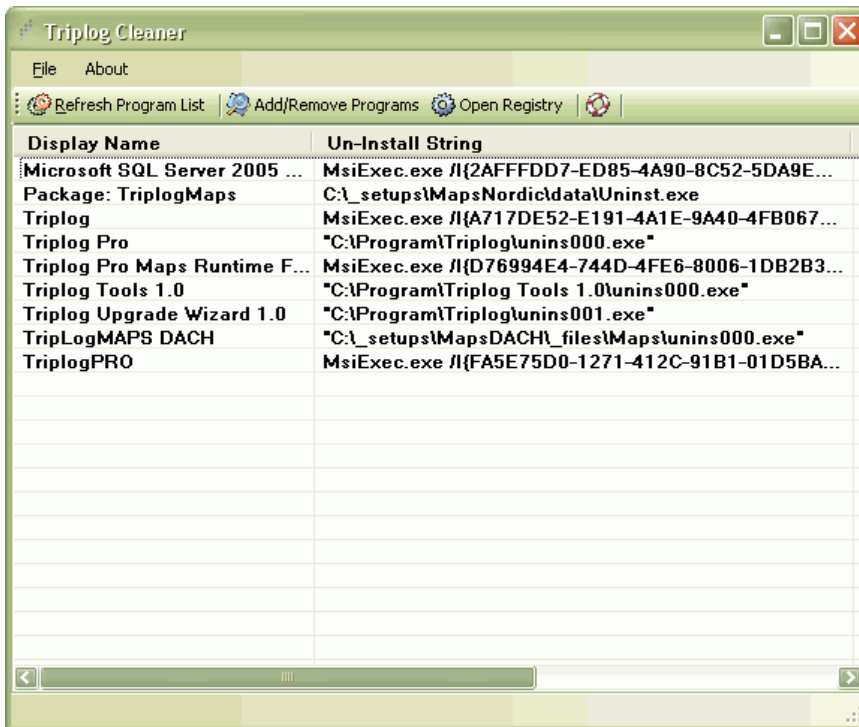 Triplog Cleaner
File About
Refresh Program List Add/Remove Programs Open Registry
Display Name Un-Install String
Microsoft SQL Server 2005 ... MsiExec.exe /I{2AFFFDD7-ED85-4A90-8C52-5DA9E...
Package: TriplogMaps C:\_setups\MapsNordic\data\Uninst.exe
Triplog MsiExec.exe /I{A717DE52-E191-4A1E-9A40-4FB067...
Triplog Pro "C:\Program\Triplog\unins000.exe"
Triplog Pro Maps Runtime F... MsiExec.exe /I{D76994E4-744D-4FE6-8006-1DB2B3...
Triplog Tools 1.0 "C:\Program\Triplog Tools 1.0\unins000.exe"
Triplog Upgrade Wizard 1.0 "C:\Program\Triplog\unins001.exe"
TripLogMAPS DACH "C:\_setups\MapsDACH\_files\Maps\unins000.exe"
TriplogPRO MsiExec.exe /I{FA5E75D0-1271-412C-91B1-01D5BA...